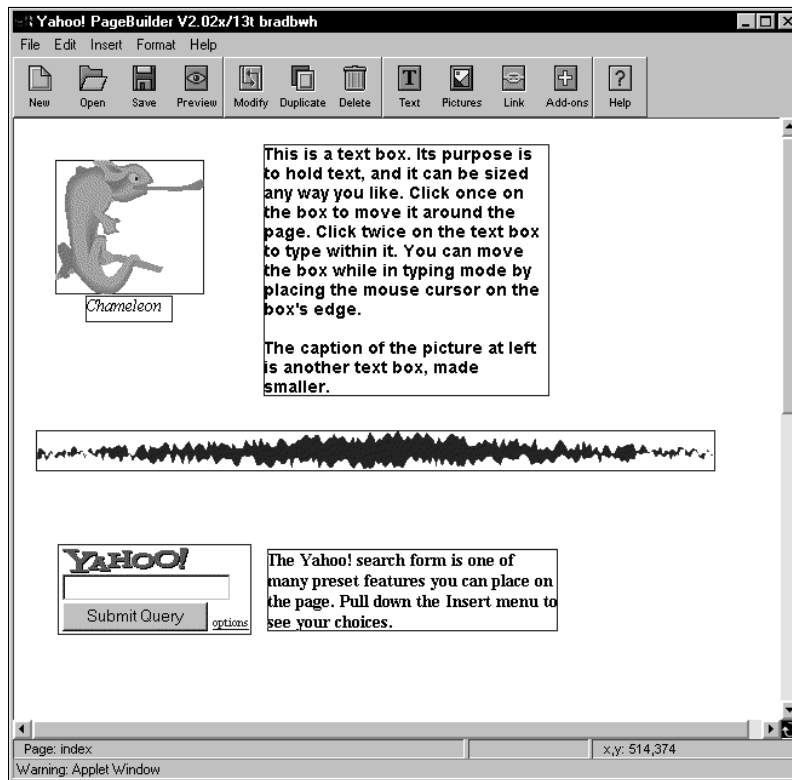 Yahoo! PageBuilder V2.02x/13t bradbwh
File Edit Insert Format Help
New Open Save Preview Modify Duplicate Delete Text Pictures Link Add-ons Help
This is a text box. Its purpose is
to hold text, and it can be sized
any way you like. Click once on
the box to move it around the
page. Click twice on the text box
to type within it. You can move
the box while in typing mode by
placing the mouse cursor on the
box's edge.
The caption of the picture at left
is another text box, made
smaller.
Chameleon
YAHOO!
Submit Query options
The Yahoo! search form is one of
many preset features you can place on
the page. Pull down the Insert menu to
see your choices.
Page: index x,y: 514,374
Warning: Applet Window